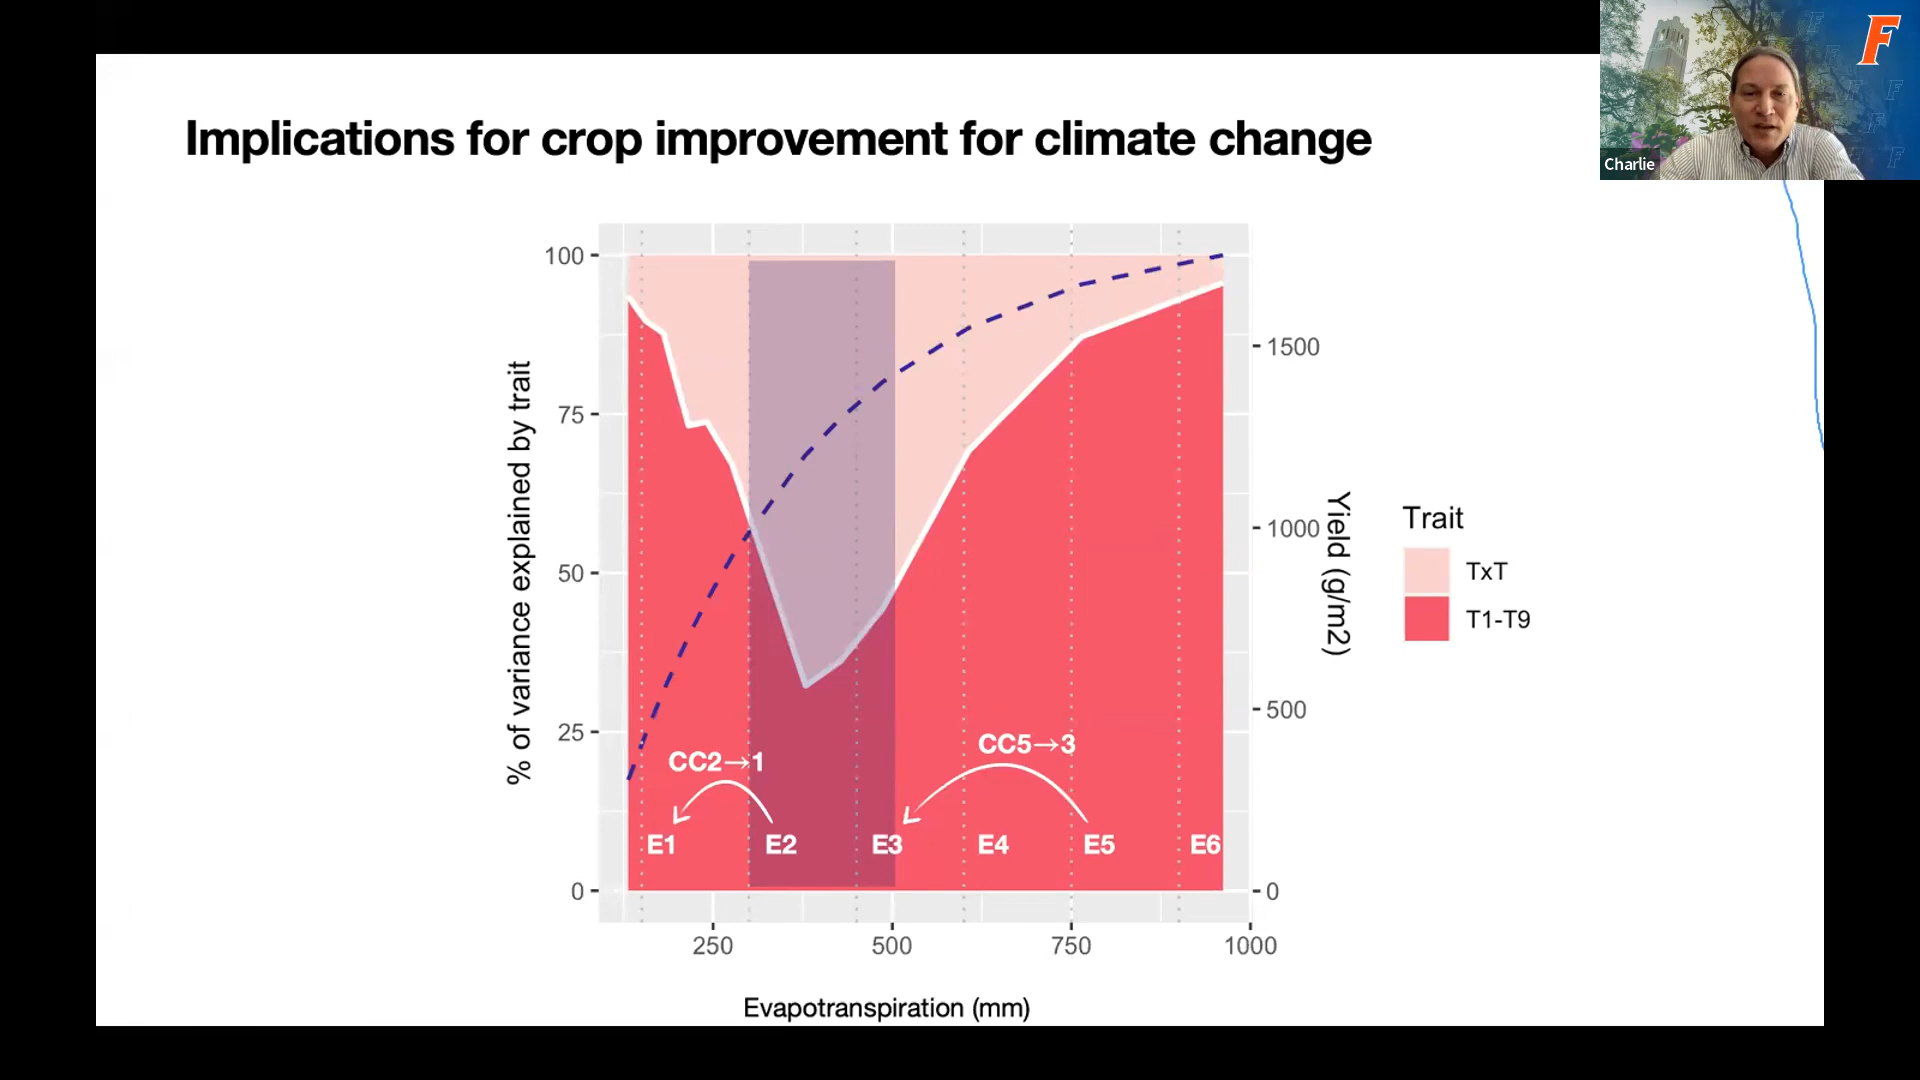 Implications for crop improvement for climate change
F
Charlie
100
75
50
25
0
% of variance explained by trait
1500
1000
500
0
Yield (g/m2)
CC2→1
CC5→3
E1
E2
E3
E4
E5
E6
250
500
750
1000
Evapotranspiration (mm)
Trait
TxT
T1-T9